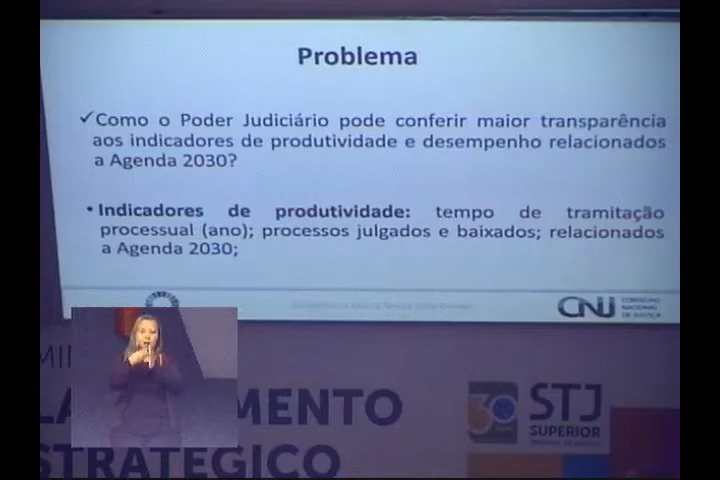 Problema
✓Como o Poder Judiciário pode conferir maior transparência
aos indicadores de produtividade e desempenho relacionados
a Agenda 2030?
• Indicadores de produtividade: tempo de tramitação
processual (ano); processos julgados e baixados; relacionados
a Agenda 2030;
CNJ CONSELHO
NACIONAL
DE JUSTIÇA
MENTO
STRATÉGICO
30 STJ
SUPERIOR